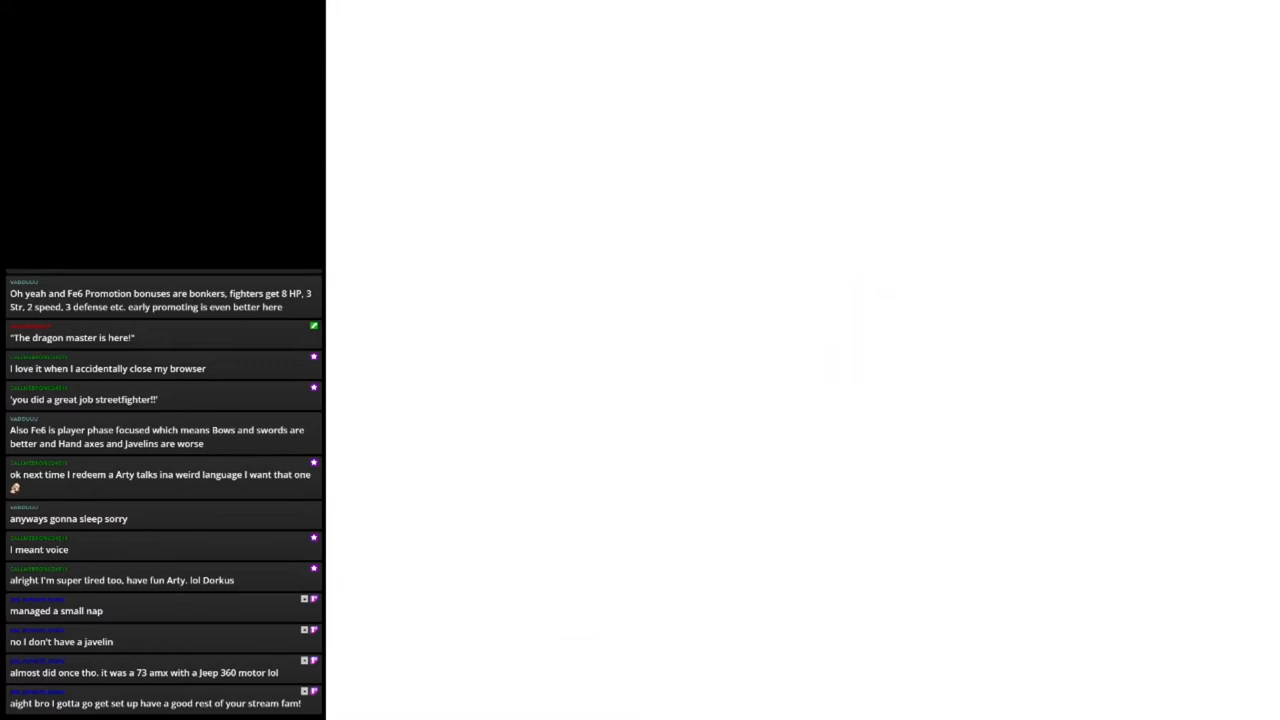 VABDUUU
Oh yeah and Fe6 Promotion bonuses are bonkers, fighters get 8 HP, 3
Str, 2 speed, 3 defense etc. early promoting is even better here
"The dragon master is here!"
I love it when I accidentally close my browser
'you did a great job streetfighter!!'
VABDUUU
Also Fe6 is player phase focused which means Bows and swords are
better and Hand axes and Javelins are worse
ok next time I redeem a Arty talks ina weird language I want that one
VABDUUU
anyways gonna sleep sorry
I meant voice
alright I'm super tired too, have fun Arty. lol Dorkus
managed a small nap
no I don't have a javelin
almost did once tho. it was a 73 amx with a Jeep 360 motor lol
aight bro I gotta go get set up have a good rest of your stream fam!